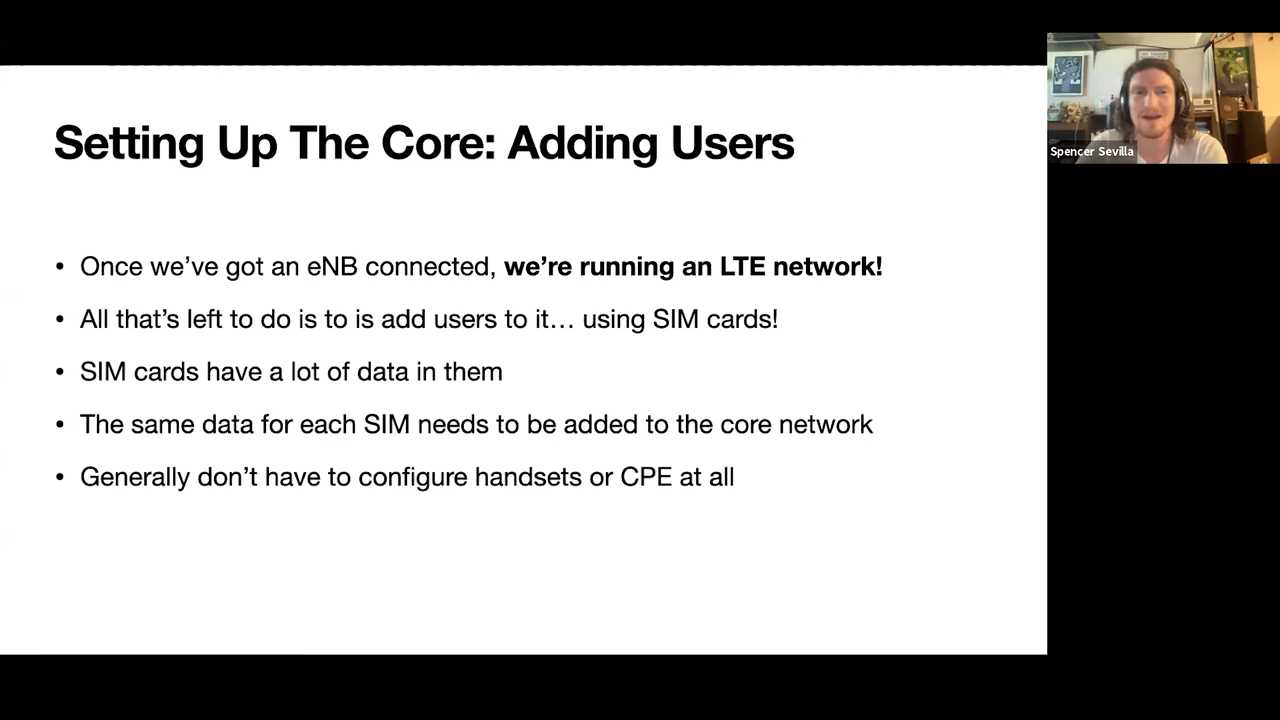 Setting Up The Core: Adding Users
• Once we’ve got an eNB connected, we’re running an LTE network!
• All that’s left to do is to is add users to it… using SIM cards!
• SIM cards have a lot of data in them
• The same data for each SIM needs to be added to the core network
• Generally don’t have to configure handsets or CPE at all
Spencer Sevilla